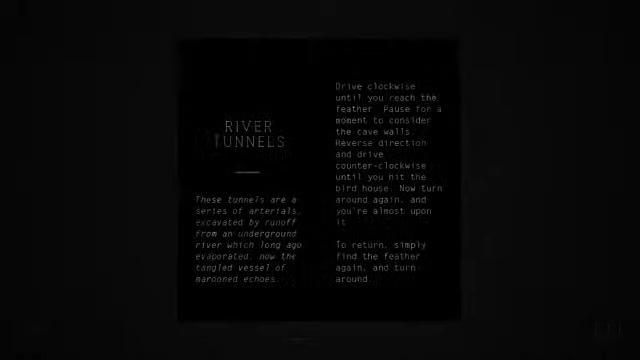 RIVER
TUNNELS
These tunnels are a
series of arterials,
excavated by runoff
from an underground
river which long ago
evaporated, now the
tangled vessel of
marooned echoes.
Drive clockwise
until you reach the
feather. Pause for a
moment to consider
the cave walls.
Reverse direction
and drive
counter-clockwise
until you hit the
bird house. Now turn
around again, and
you're almost upon
it.
To return, simply
find the feather
again, and turn
around.